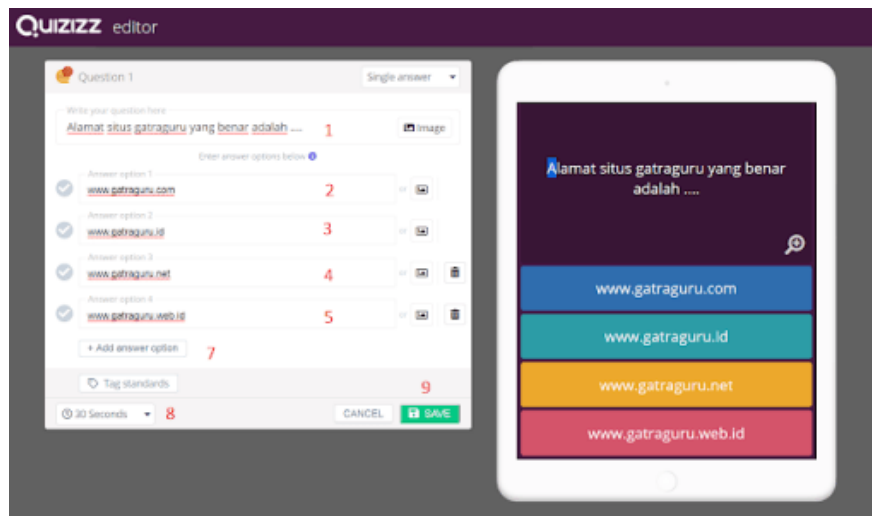 QUIZIZZ editor
Question 1
Single answer
Write your question here
Alamat situs gatraguru yang benar adalah ....
1
Image
Enter answer options below
Answer option 1
www.gatraguru.com
2
or
Answer option 2
www.gatraguru.id
3
or
Answer option 3
www.gatraguru.net
4
or
Answer option 4
www.gatraguru.web.id
5
or
+ Add answer option
7
Tag standards
9
30 Seconds
8
CANCEL
SAVE
Alamat situs gatraguru yang benar
adalah ....
www.gatraguru.com
www.gatraguru.id
www.gatraguru.net
www.gatraguru.web.id